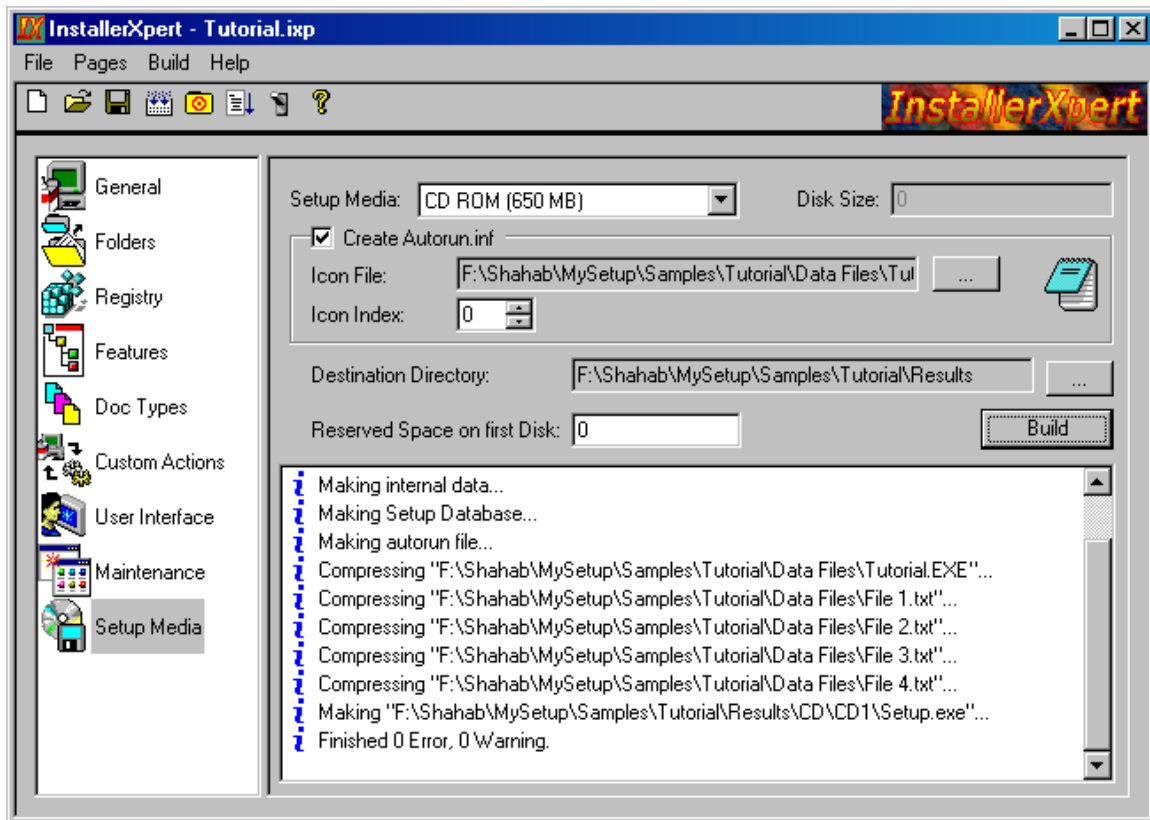 InstallerXpert - Tutorial.ixp
File Pages Build Help
InstallerXpert
General
Folders
Registry
Features
Doc Types
Custom Actions
User Interface
Maintenance
Setup Media
Setup Media: CD ROM (650 MB) Disk Size: 0
Create Autorun.inf
Icon File: F:\Shahab\MySetup\Samples\Tutorial\Data Files\Tut ...
Icon Index: 0
Destination Directory: F:\Shahab\MySetup\Samples\Tutorial\Results ...
Reserved Space on first Disk: 0 Build
Making internal data...
Making Setup Database...
Making autorun file...
Compressing "F:\Shahab\MySetup\Samples\Tutorial\Data Files\Tutorial.EXE"...
Compressing "F:\Shahab\MySetup\Samples\Tutorial\Data Files\File 1.txt"...
Compressing "F:\Shahab\MySetup\Samples\Tutorial\Data Files\File 2.txt"...
Compressing "F:\Shahab\MySetup\Samples\Tutorial\Data Files\File 3.txt"...
Compressing "F:\Shahab\MySetup\Samples\Tutorial\Data Files\File 4.txt"...
Making "F:\Shahab\MySetup\Samples\Tutorial\Results\CD\CD1\Setup.exe"...
Finished 0 Error, 0 Warning.